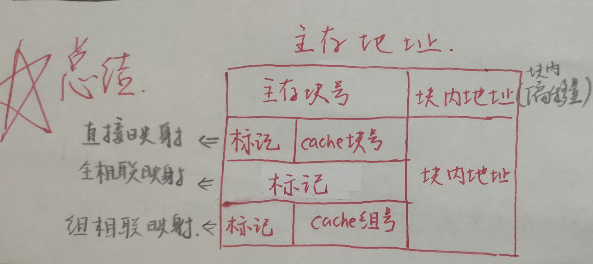 主存地址.
总结.
主存块号 块内地址 (块内偏移量)
直接映射 ← 标记 cache块号
全相联映射 ← 标记 块内地址
组相联映射. ← 标记 cache组号